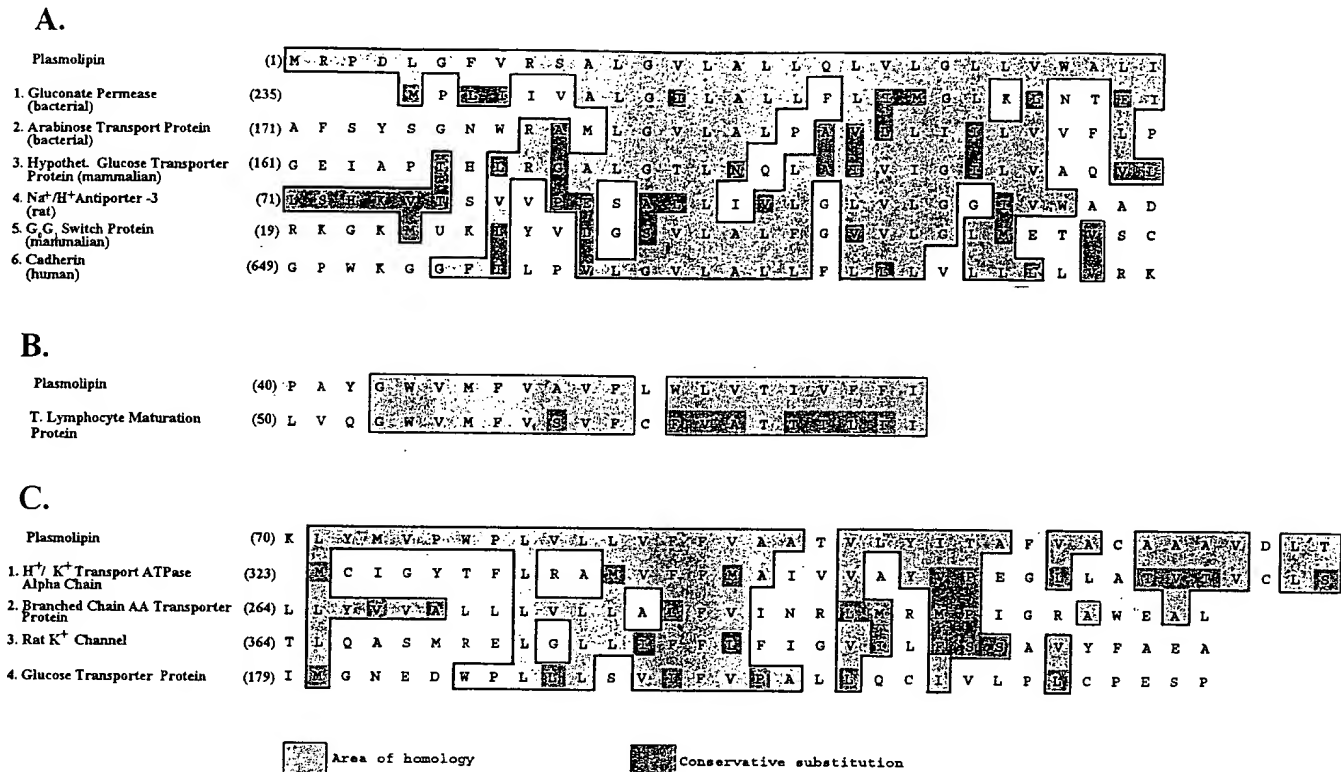 A.
Plasmolipin (1) M R P D L G F V R S A L G V L A L L Q L V L G L L V W A L I
1. Gluconate Permease (235) M P I V A L G L A L L F L M G L K N T I
(bacterial)
2. Arabinose Transport Protein (171) A F S Y S G N W R A M L G V L A L P A V L I L V V F L P
(bacterial)
3. Hypothet. Glucose Transporter (161) G E I A P H R G A L G T L N Q L A V I G L V A Q V
Protein (mammalian)
4. Na⁺/H⁺Antiporter -3 (71) S V V S L I V L G L V L G G V W A A D
(rat)
5. G₀G₁ Switch Protein (19) R K G K M U K Y V G S V L A L F G V V L G L E T S C
(mammalian)
6. Cadherin (649) G P W K G G F L P V L G V L A L L F L L V L L L V R K
(human)
B.
Plasmolipin (40) P A Y G W V M F V A V F L W L V T I V F F I
T. Lymphocyte Maturation (50) L V Q G W V M F V S V F C T I
Protein
C.
Plasmolipin (70) K L Y M V P W P L V L L V F F V A A T V L Y I T A F V A C A A A V D L T
1. H⁺/ K⁺ Transport ATPase (323) M C I G Y T F L R A M V F F M A I V V A Y E G L A V C L S
Alpha Chain
2. Branched Chain AA Transporter (264) L L Y V V A L L L V L L A F V I N R M R I G R A W E A L
Protein
3. Rat K⁺ Channel (364) T L Q A S M R E L G L L F F F I G V L S A V Y F A E A
4. Glucose Transporter Protein (179) I M G N E D W P L L L S V F V A L L Q C I V L P L C P E S P
Area of homology
Conservative substitution